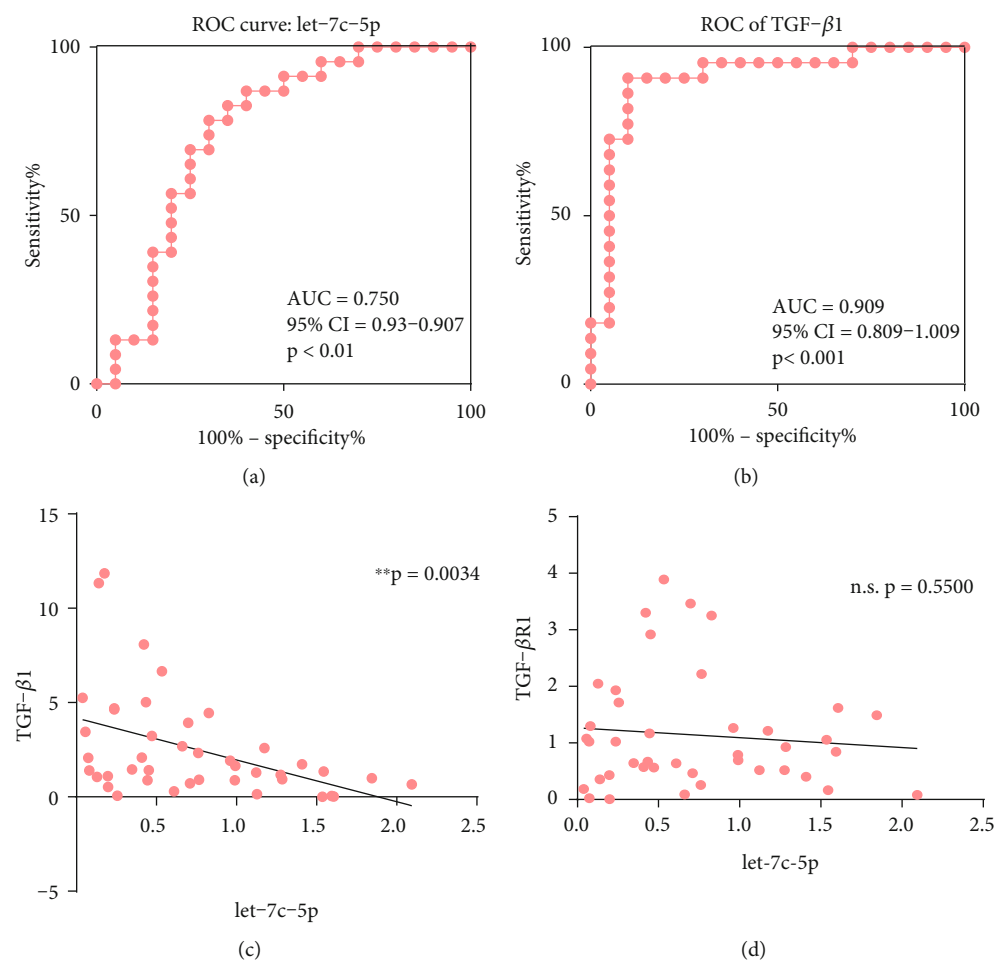 ROC curve: let−7c−5p
100
50
0
Sensitivity%
AUC = 0.750
95% CI = 0.93−0.907
p < 0.01
0
50
100
100% – specificity%
(a)
ROC of TGF−β1
100
50
0
Sensitivity%
AUC = 0.909
95% CI = 0.809−1.009
p< 0.001
0
50
100
100% – specificity%
(b)
15
10
5
0
−5
TGF−β1
**p = 0.0034
0.5
1.0
1.5
2.0
2.5
let−7c−5p
(c)
5
4
3
2
1
0
TGF−βR1
n.s. p = 0.5500
0.0
0.5
1.0
1.5
2.0
2.5
let-7c-5p
(d)